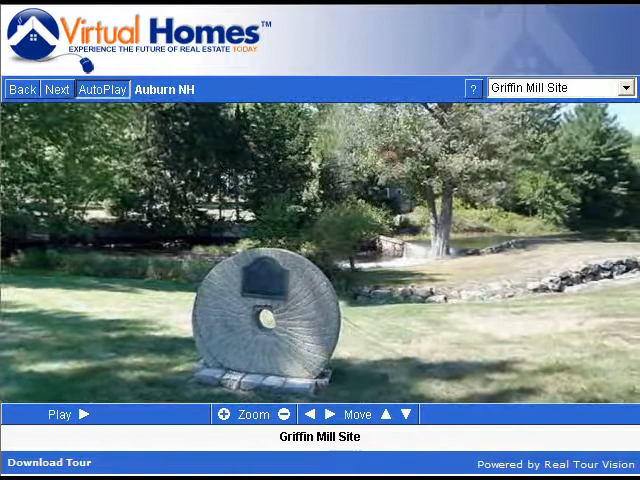 Virtual Homes™
EXPERIENCE THE FUTURE OF REAL ESTATE TODAY.
Back Next AutoPlay Auburn NH ? Griffin Mill Site
Play Zoom Move
Griffin Mill Site
Download Tour Powered by Real Tour Vision